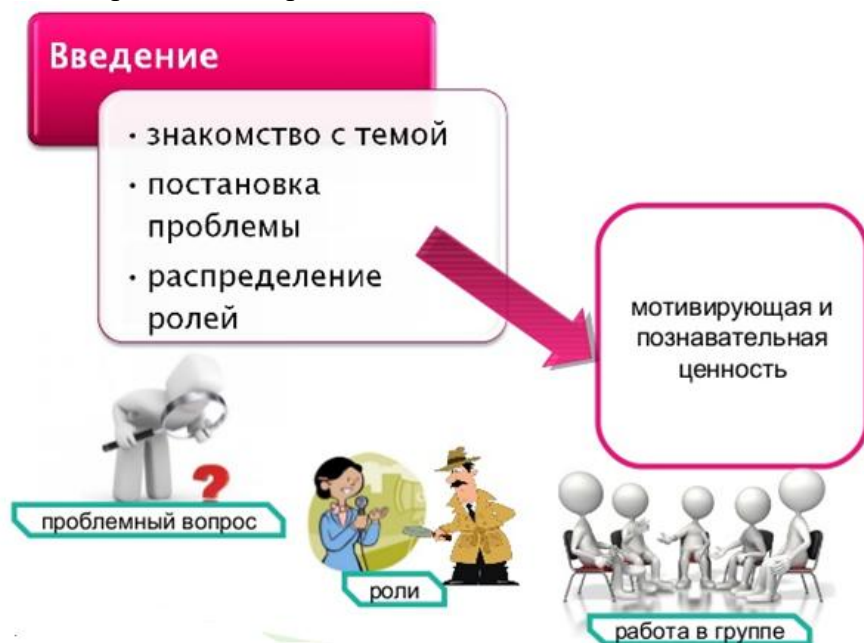 Введение
· знакомство с темой
· постановка
проблемы
· распределение
ролей
мотивирующая и
познавательная
ценность
проблемный вопрос
роли
работа в группе